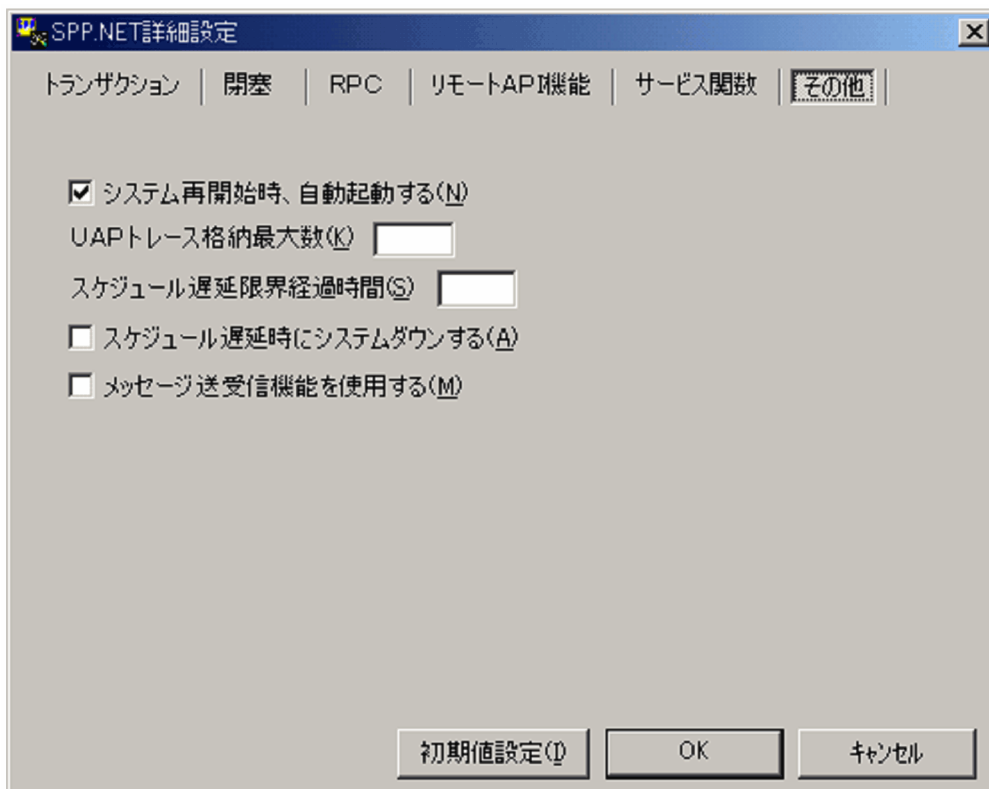 SPP.NET詳細設定
トランザクション 閉塞 RPC リモートAPI機能 サービス関数 その他
システム再開始時、自動起動する(N)
UAPトレース格納最大数(K)
スケジュール遅延限界経過時間(S)
スケジュール遅延時にシステムダウンする(A)
メッセージ送受信機能を使用する(M)
初期値設定(I) OK キャンセル